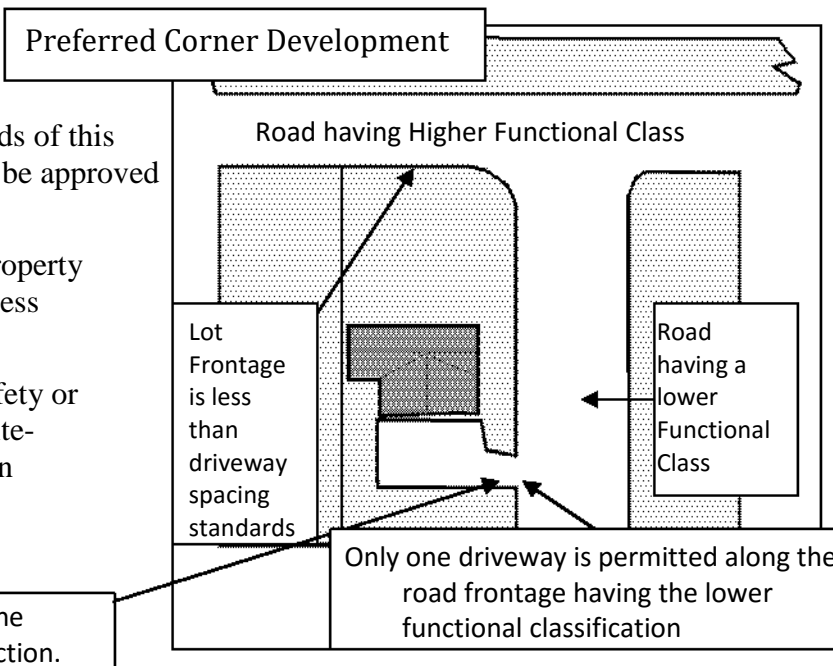 Preferred Corner Development
ds of this
be approved
roperty
ess
fety or
te-
n
Road having Higher Functional Class
Lot
Frontage
is less
than
driveway
spacing
standards
Road
having a
lower
Functional
Class
Only one driveway is permitted along the
road frontage having the lower
functional classification
ne
ction.